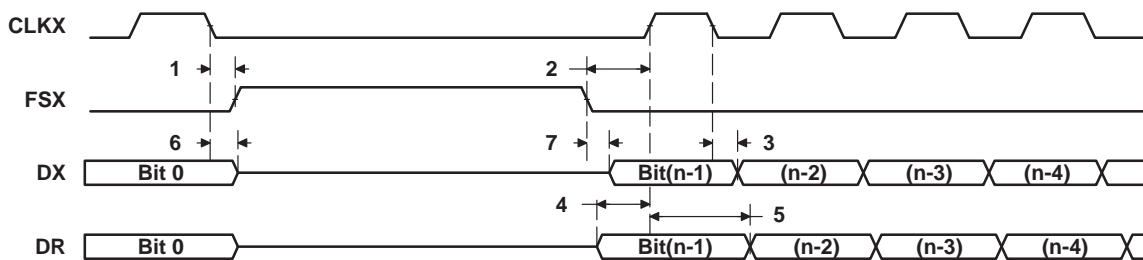 CLKX
1 2
FSX
6 7 3
DX Bit 0 Bit(n-1) (n-2) (n-3) (n-4)
4 5
DR Bit 0 Bit(n-1) (n-2) (n-3) (n-4)